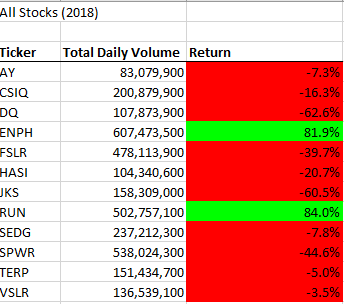 All Stocks (2018)
Ticker Total Daily Volume Return
AY 83,079,900 -7.3%
CSIQ 200,879,900 -16.3%
DQ 107,873,900 -62.6%
ENPH 607,473,500 81.9%
FSLR 478,113,900 -39.7%
HASI 104,340,600 -20.7%
JKS 158,309,000 -60.5%
RUN 502,757,100 84.0%
SEDG 237,212,300 -7.8%
SPWR 538,024,300 -44.6%
TERP 151,434,700 -5.0%
VSLR 136,539,100 -3.5%